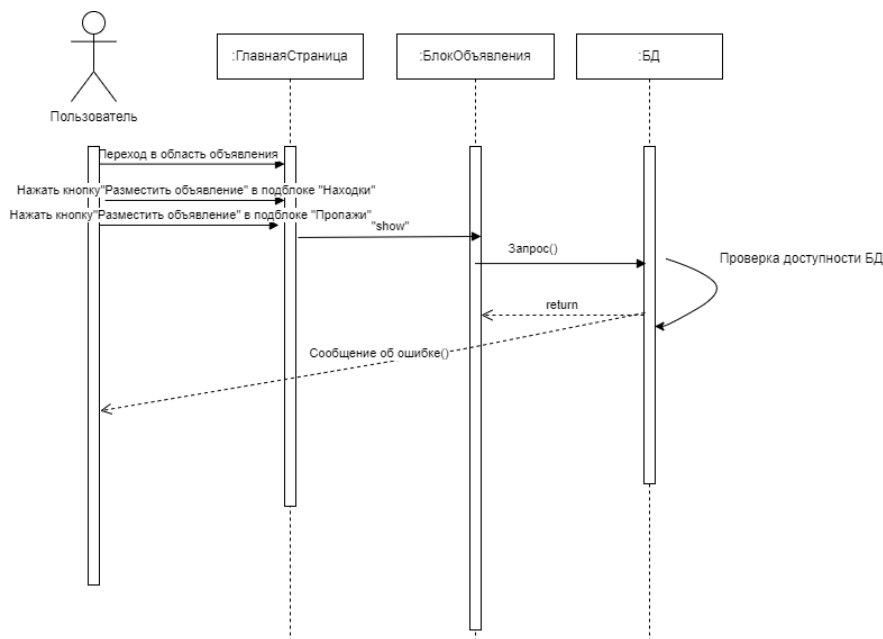 :ГлавнаяСтраница
:БлокОбъявления
:БД
Пользователь
Переход в область объявления
Нажать кнопку"Разместить объявление" в подблоке "Находки"
Нажать кнопку"Разместить объявление" в подблоке "Пропажи"
"show"
Запрос()
Проверка доступности БД
return
Сообщение об ошибке()